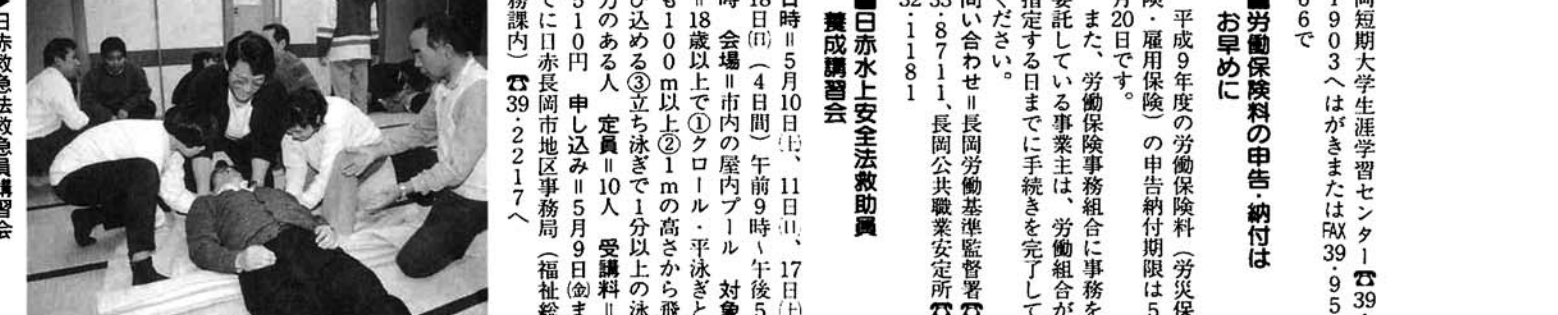 岡短期大学生涯学習センター☎39・
1903へはがきまたはFAX39・95
66で
■労働保険料の申告・納付は
お早めに
平成9年度の労働保険料(労災保
険・雇用保険)の申告納付期限は5
月20日です。
また、労働保険事務組合に事務を
委託している事業主は、労働組合が
指定する日までに手続きを完了して
ください。
問い合わせ=長岡労働基準監督署☎
33・8711、長岡公共職業安定所☎
32・1181
■日赤水上安全法救助員
養成講習会
日時=5月10日(土)、11日(日)、17日(土)
18日(日)(4日間)午前9時~午後5
時 会場=市内の屋内プール 対象
=18歳以上で①クロール・平泳ぎと
も100m以上②1mの高さから飛
び込める③立ち泳ぎで1分以上の泳
力のある人 定員=10人 受講料=
510円 申し込み=5月9日(金)ま
でに日赤長岡市地区事務局(福祉総
務課内)☎39・2217へ
▶日赤救急法救急員講習会